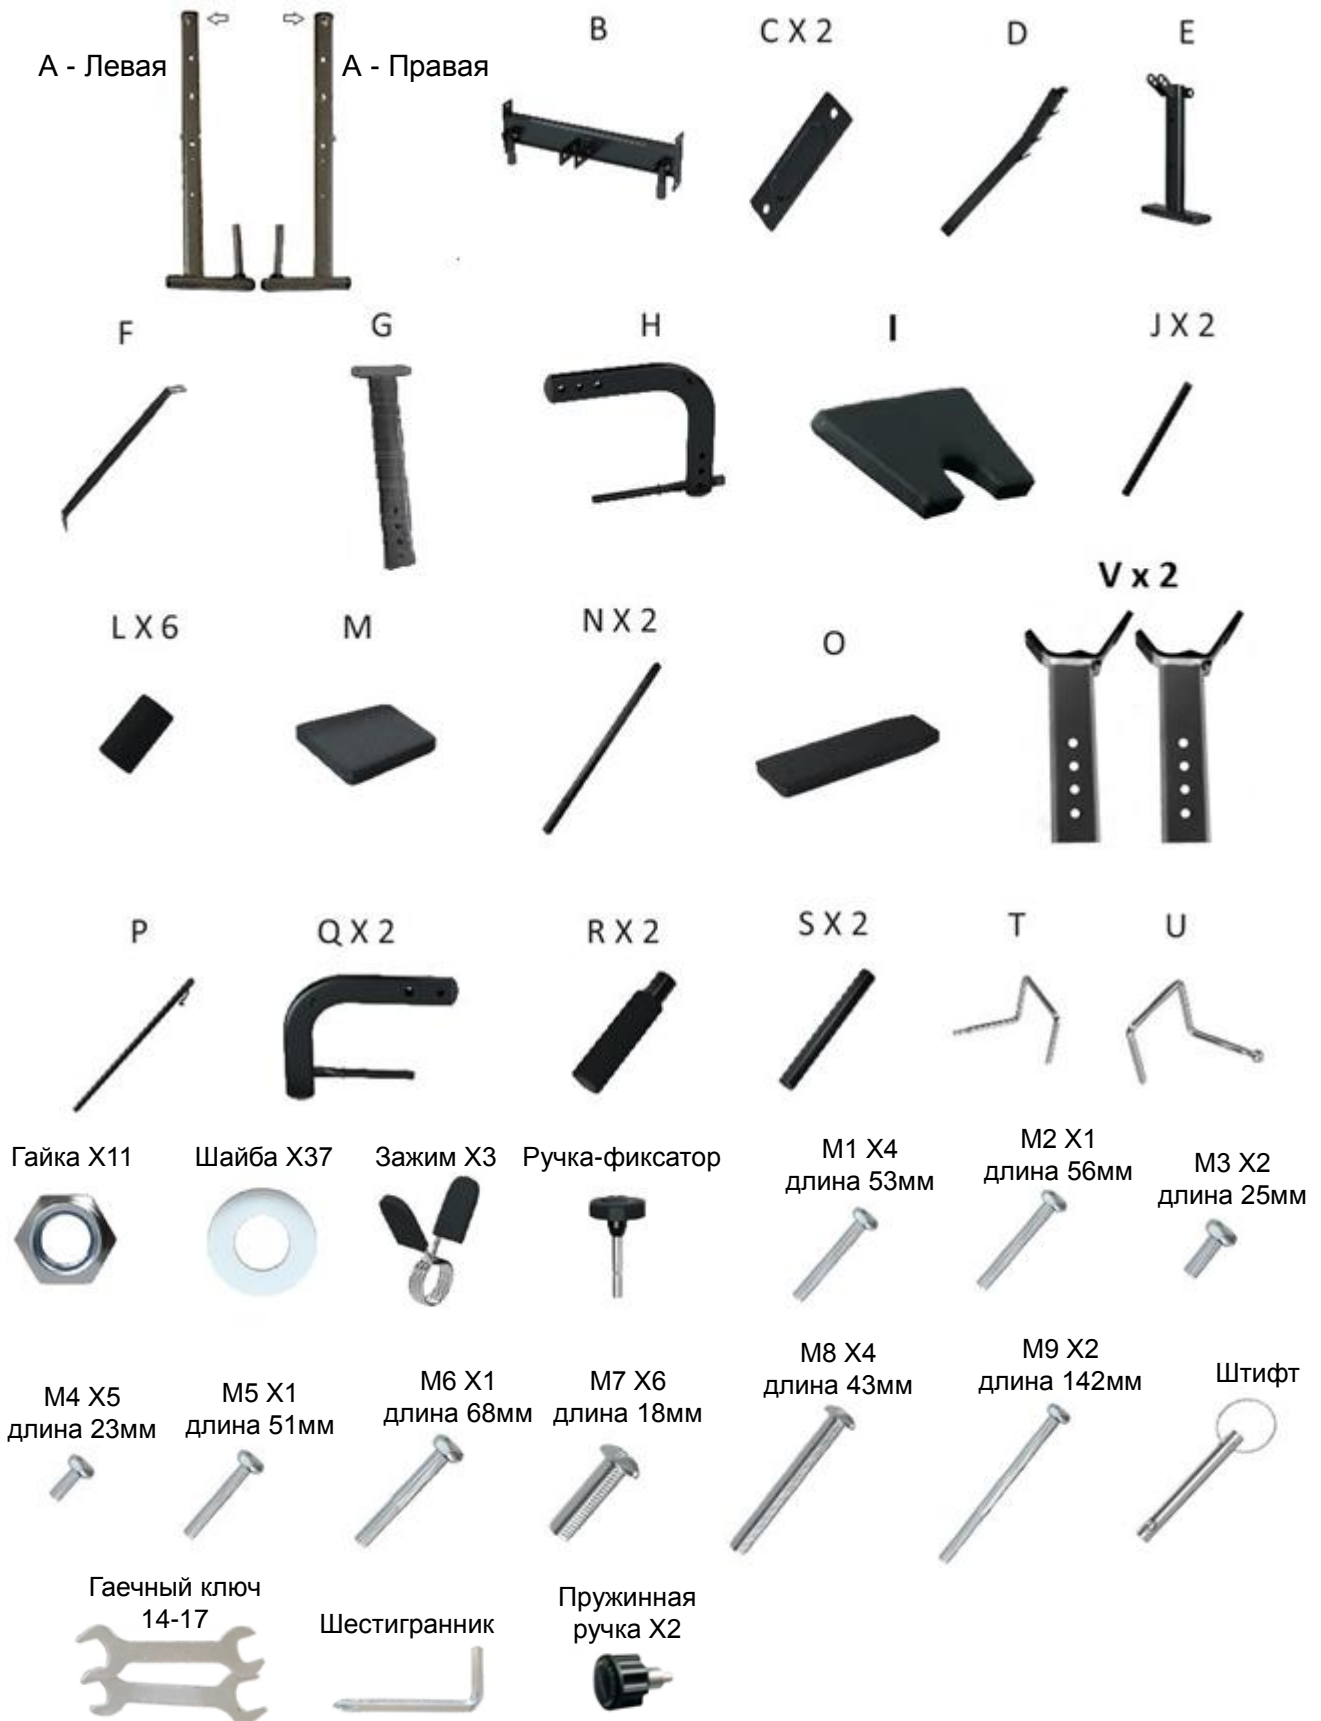 А - Левая
А - Правая
B
C X 2
D
E
F
G
H
I
J X 2
L X 6
M
N X 2
O
V x 2
P
Q X 2
R X 2
S X 2
T
U
Гайка X11
Шайба X37
Зажим X3
Ручка-фиксатор
M1 X4
длина 53мм
M2 X1
длина 56мм
M3 X2
длина 25мм
M4 X5
длина 23мм
M5 X1
длина 51мм
M6 X1
длина 68мм
M7 X6
длина 18мм
M8 X4
длина 43мм
M9 X2
длина 142мм
Штифт
Гаечный ключ
14-17
Шестигранник
Пружинная
ручка X2